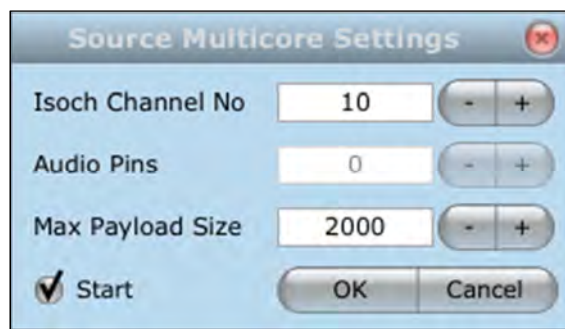 Source Multicore Settings
Isoch Channel No 10 - +
Audio Pins 0 - +
Max Payload Size 2000 - +
Start OK Cancel